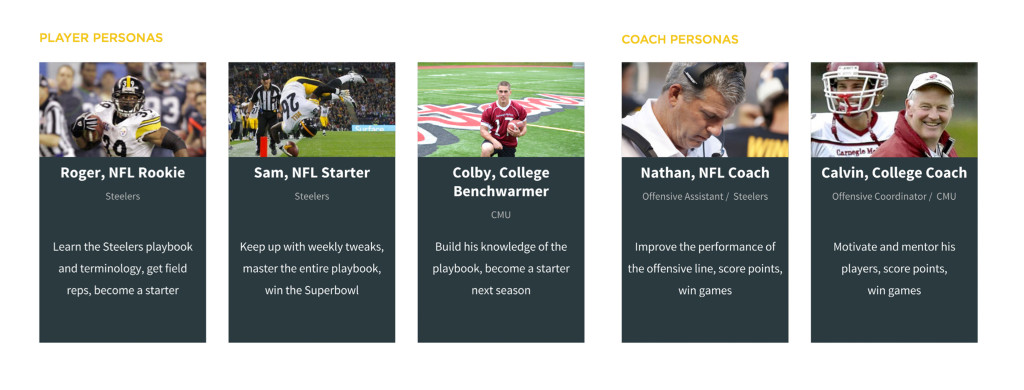 PLAYER PERSONAS
Roger, NFL Rookie
Steelers
Learn the Steelers playbook
and terminology, get field
reps, become a starter
Sam, NFL Starter
Steelers
Keep up with weekly tweaks,
master the entire playbook,
win the Superbowl
Colby, College
Benchwarmer
CMU
Build his knowledge of the
playbook, become a starter
next season
COACH PERSONAS
Nathan, NFL Coach
Offensive Assistant / Steelers
Improve the performance of
the offensive line, score points,
win games
Calvin, College Coach
Offensive Coordinator / CMU
Motivate and mentor his
players, score points,
win games